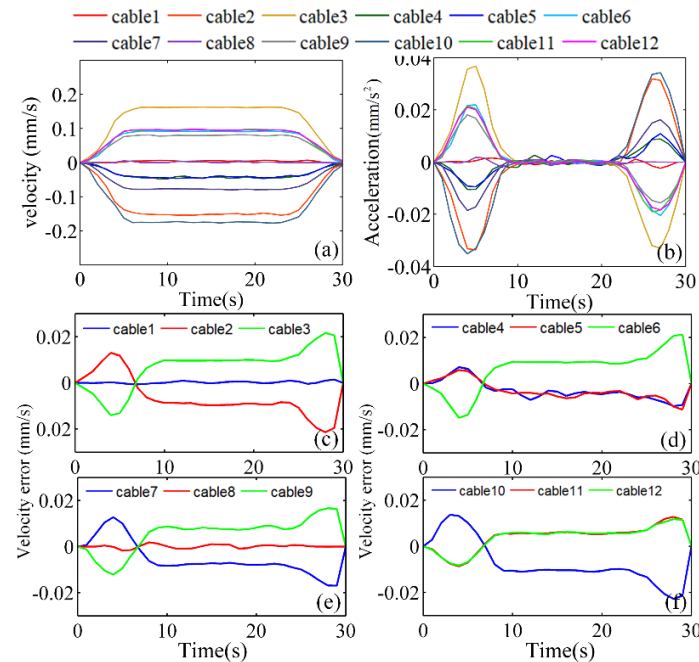 cable1 cable2 cable3 cable4 cable5 cable6
cable7 cable8 cable9 cable10 cable11 cable12
velocity (mm/s)
0.2
0.1
0
-0.1
-0.2
(a)
0 10 20 30
Time(s)
Acceleration(mm/s²)
0.04
0.02
0
-0.02
-0.04
(b)
0 10 20 30
Time(s)
Velocity error (mm/s)
0.02
0
0.02
cable1 cable2 cable3
(c)
0 10 20 30
Velocity error (mm/s)
0.02
0
-0.02
cable4 cable5 cable6
(d)
0 10 20 30
0.02
0
-0.02
cable7 cable8 cable9
(e)
0 10 20 30
Time(s)
0.02
0
-0.02
cable10 cable11 cable12
(f)
0 10 20 30
Time(s)